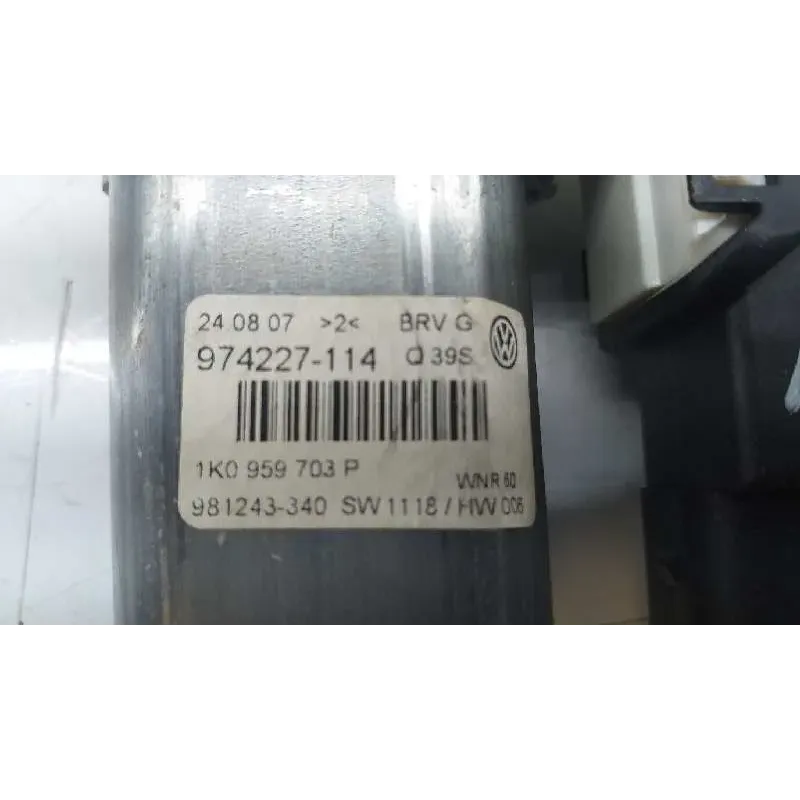 24.08 07 >2< BRV G
974227-114 Q 39S
1K0 959 703 P WNR 60
981243-340 SW 1118 / HW 006